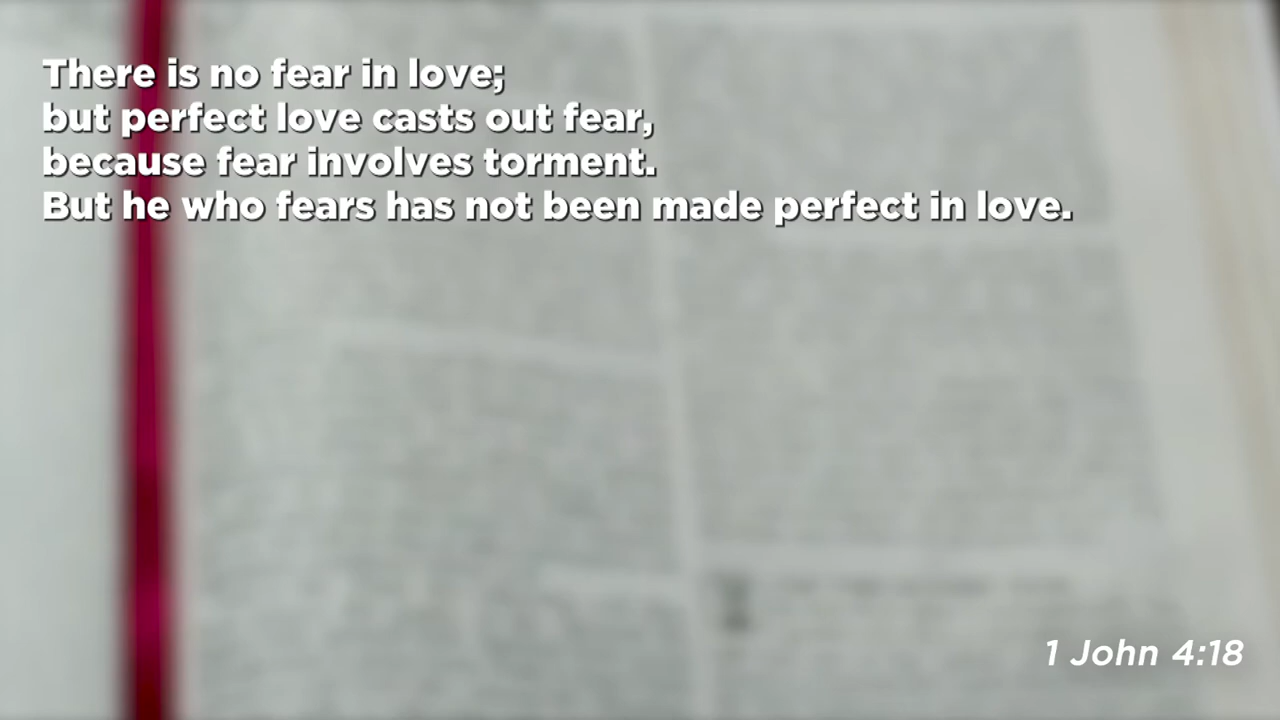 There is no fear in love;
but perfect love casts out fear,
because fear involves torment.
But he who fears has not been made perfect in love.
1 John 4:18